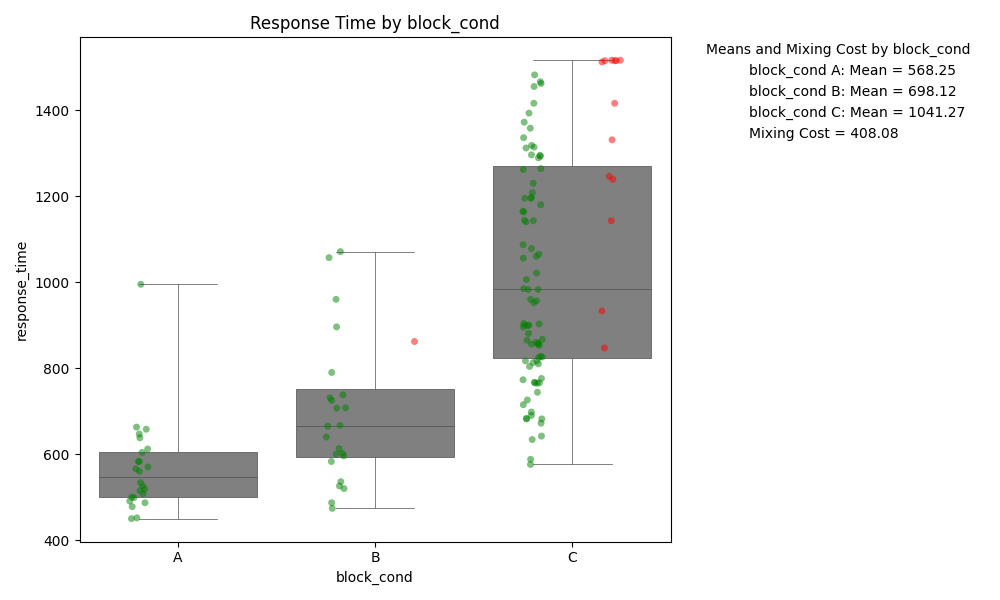 Response Time by block_cond
Means and Mixing Cost by block_cond
block_cond A: Mean = 568.25
block_cond B: Mean = 698.12
block_cond C: Mean = 1041.27
Mixing Cost = 408.08
response_time
1400
1200
1000
800
600
400
A
B
C
block_cond